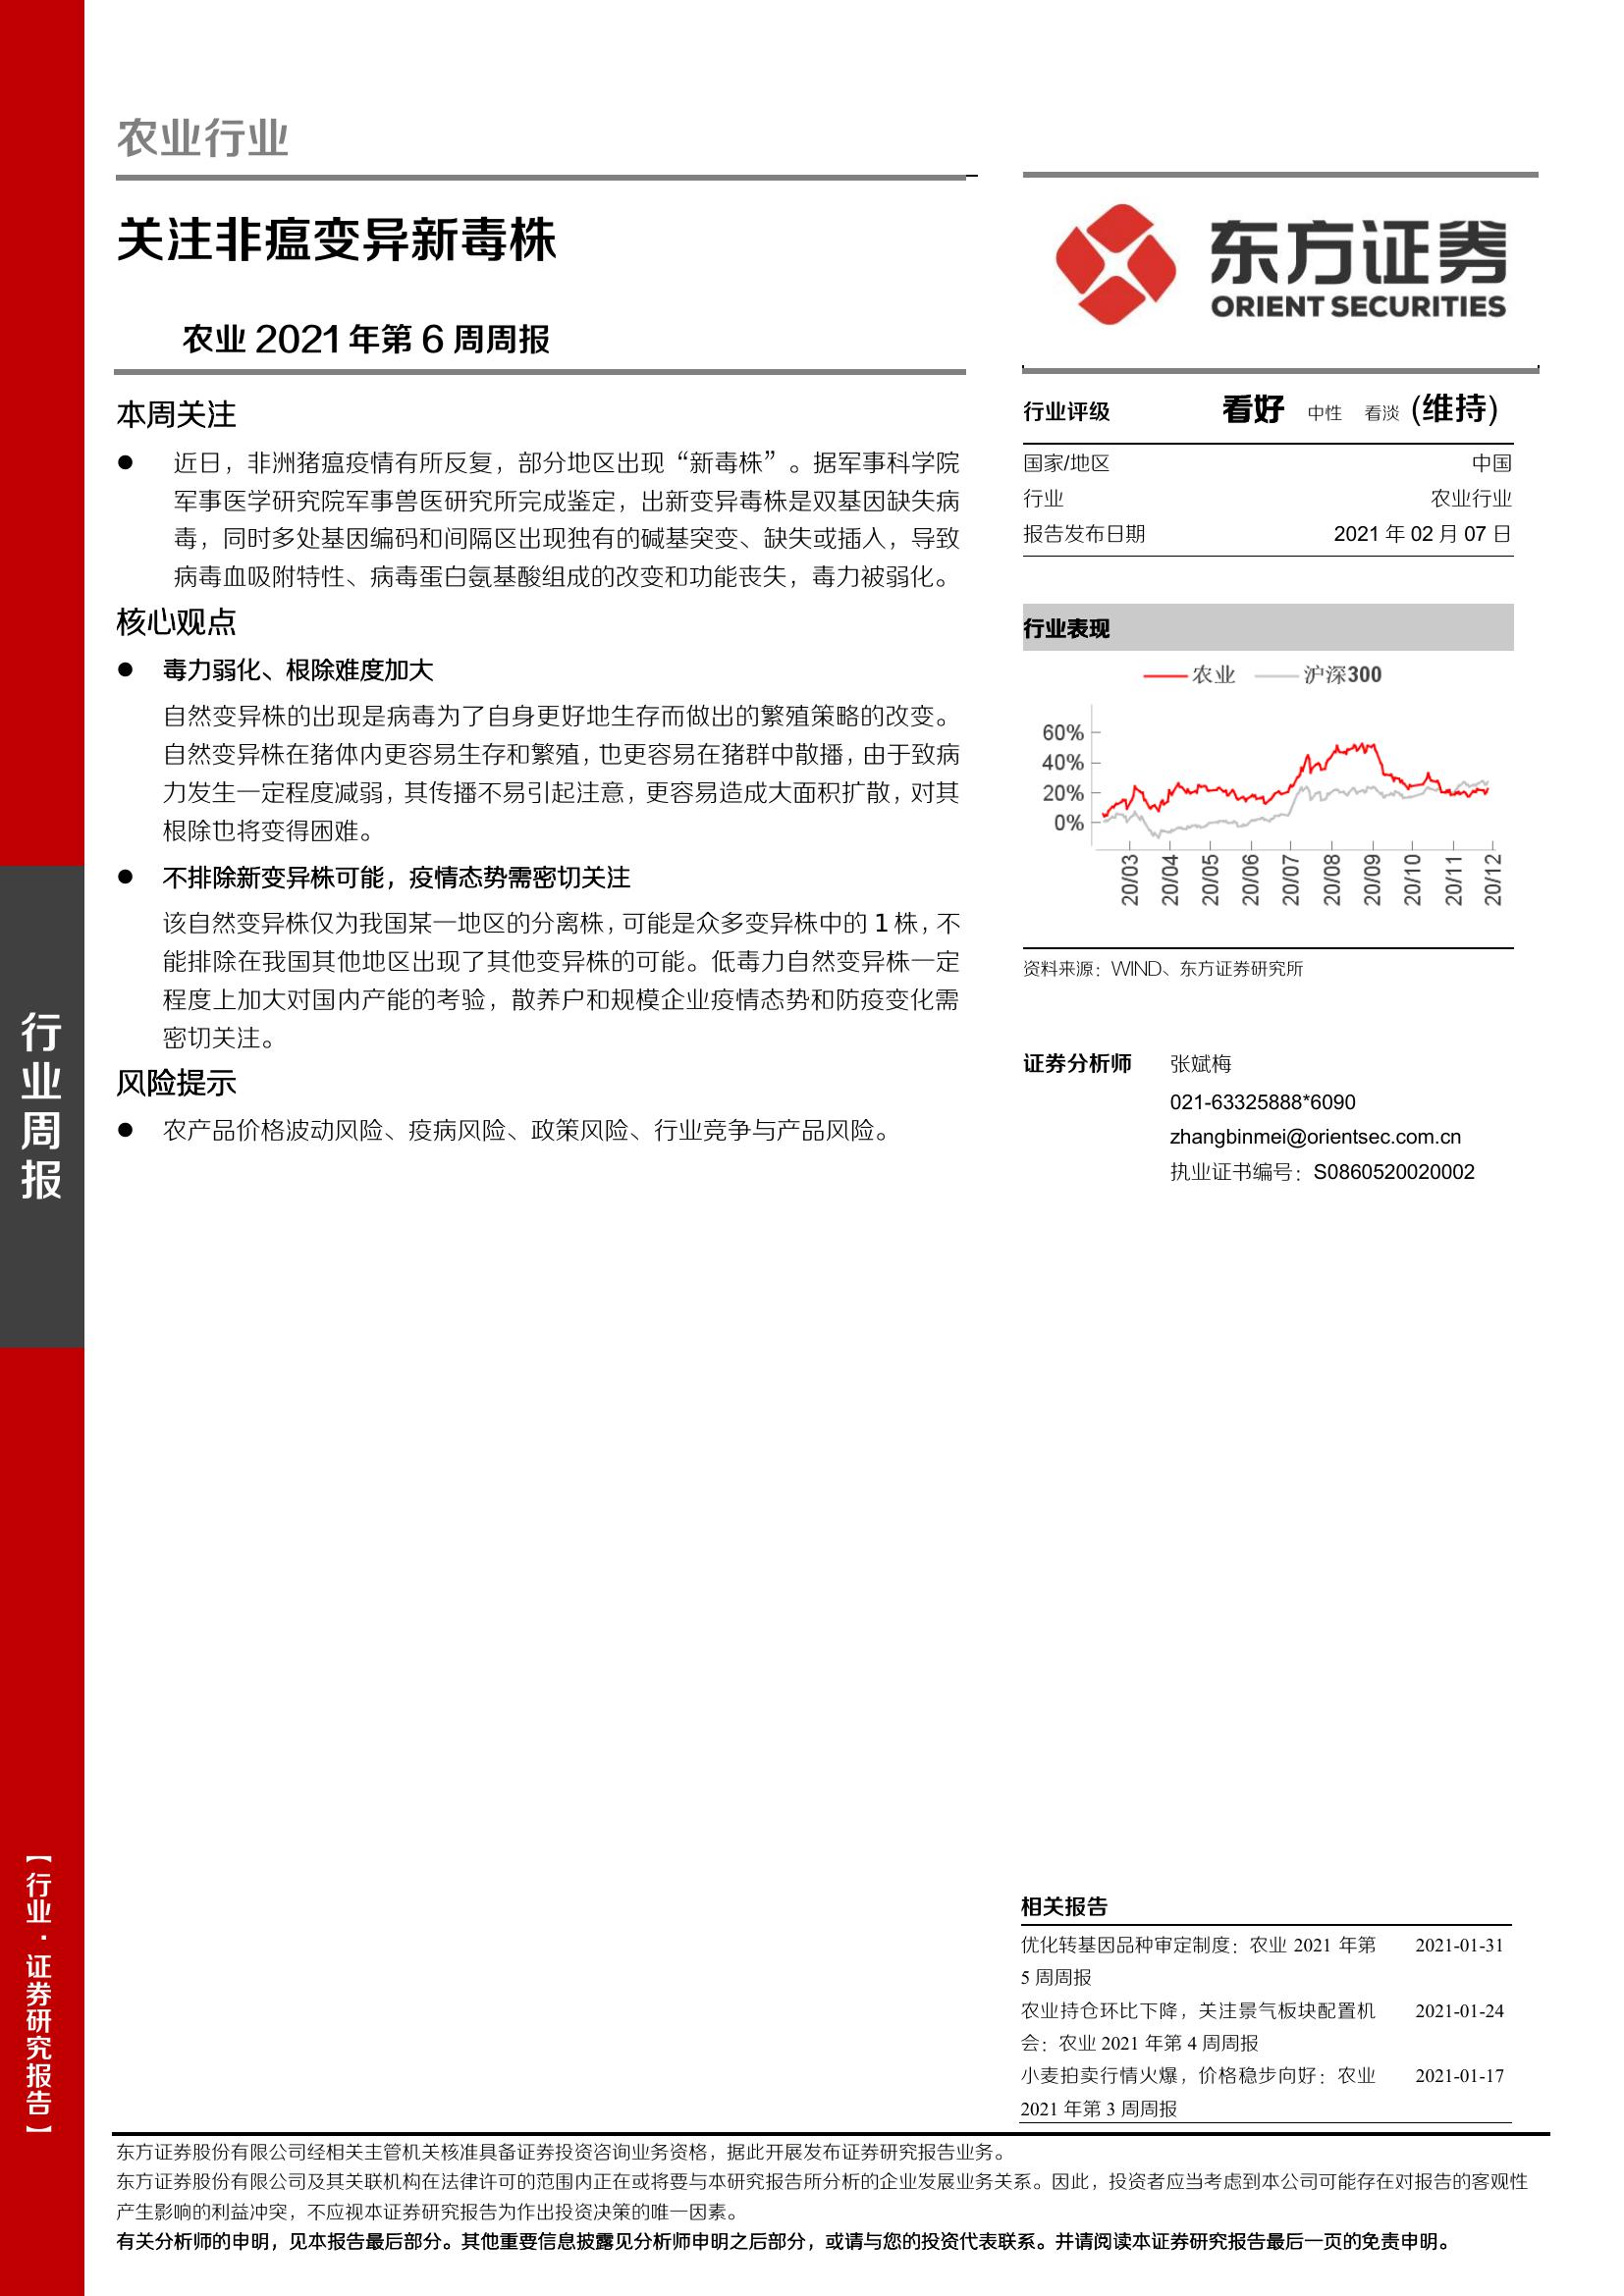 农业行业
关注非瘟变异新毒株
农业 2021 年第 6 周周报
本周关注
● 近日，非洲猪瘟疫情有所反复，部分地区出现“新毒株”。据军事科学院
军事医学研究院军事兽医研究所完成鉴定，出新变异毒株是双基因缺失病
毒，同时多处基因编码和间隔区出现独有的碱基突变、缺失或插入，导致
病毒血吸附特性、病毒蛋白氨基酸组成的改变和功能丧失，毒力被弱化。
核心观点
● 毒力弱化、根除难度加大
自然变异株的出现是病毒为了自身更好地生存而做出的繁殖策略的改变。
自然变异株在猪体内更容易生存和繁殖，也更容易在猪群中散播，由于致病
力发生一定程度减弱，其传播不易引起注意，更容易造成大面积扩散，对其
根除也将变得困难。
● 不排除新变异株可能，疫情态势需密切关注
该自然变异株仅为我国某一地区的分离株，可能是众多变异株中的 1 株，不
能排除在我国其他地区出现了其他变异株的可能。低毒力自然变异株一定
程度上加大对国内产能的考验，散养户和规模企业疫情态势和防疫变化需
密切关注。
风险提示
● 农产品价格波动风险、疫病风险、政策风险、行业竞争与产品风险。
东方证券
ORIENT SECURITIES
行业评级 看好 中性 看淡 (维持)
国家/地区 中国
行业 农业行业
报告发布日期 2021 年 02 月 07 日
行业表现
农业 沪深300
60%
40%
20%
0%
20/03 20/04 20/05 20/06 20/07 20/08 20/09 20/10 20/11 20/12
资料来源：WIND、东方证券研究所
证券分析师 张斌梅
021-63325888*6090
zhangbinmei@orientsec.com.cn
执业证书编号：S0860520020002
相关报告
优化转基因品种审定制度：农业 2021 年第 2021-01-31
5 周周报
农业持仓环比下降，关注景气板块配置机 2021-01-24
会：农业 2021 年第 4 周周报
小麦拍卖行情火爆，价格稳步向好：农业 2021-01-17
2021 年第 3 周周报
行业周报
【行业·证券研究报告】
东方证券股份有限公司经相关主管机关核准具备证券投资咨询业务资格，据此开展发布证券研究报告业务。
东方证券股份有限公司及其关联机构在法律许可的范围内正在或将要与本研究报告所分析的企业发展业务关系。因此，投资者应当考虑到本公司可能存在对报告的客观性
产生影响的利益冲突，不应视本证券研究报告为作出投资决策的唯一因素。
有关分析师的申明，见本报告最后部分。其他重要信息披露见分析师申明之后部分，或请与您的投资代表联系。并请阅读本证券研究报告最后一页的免责申明。